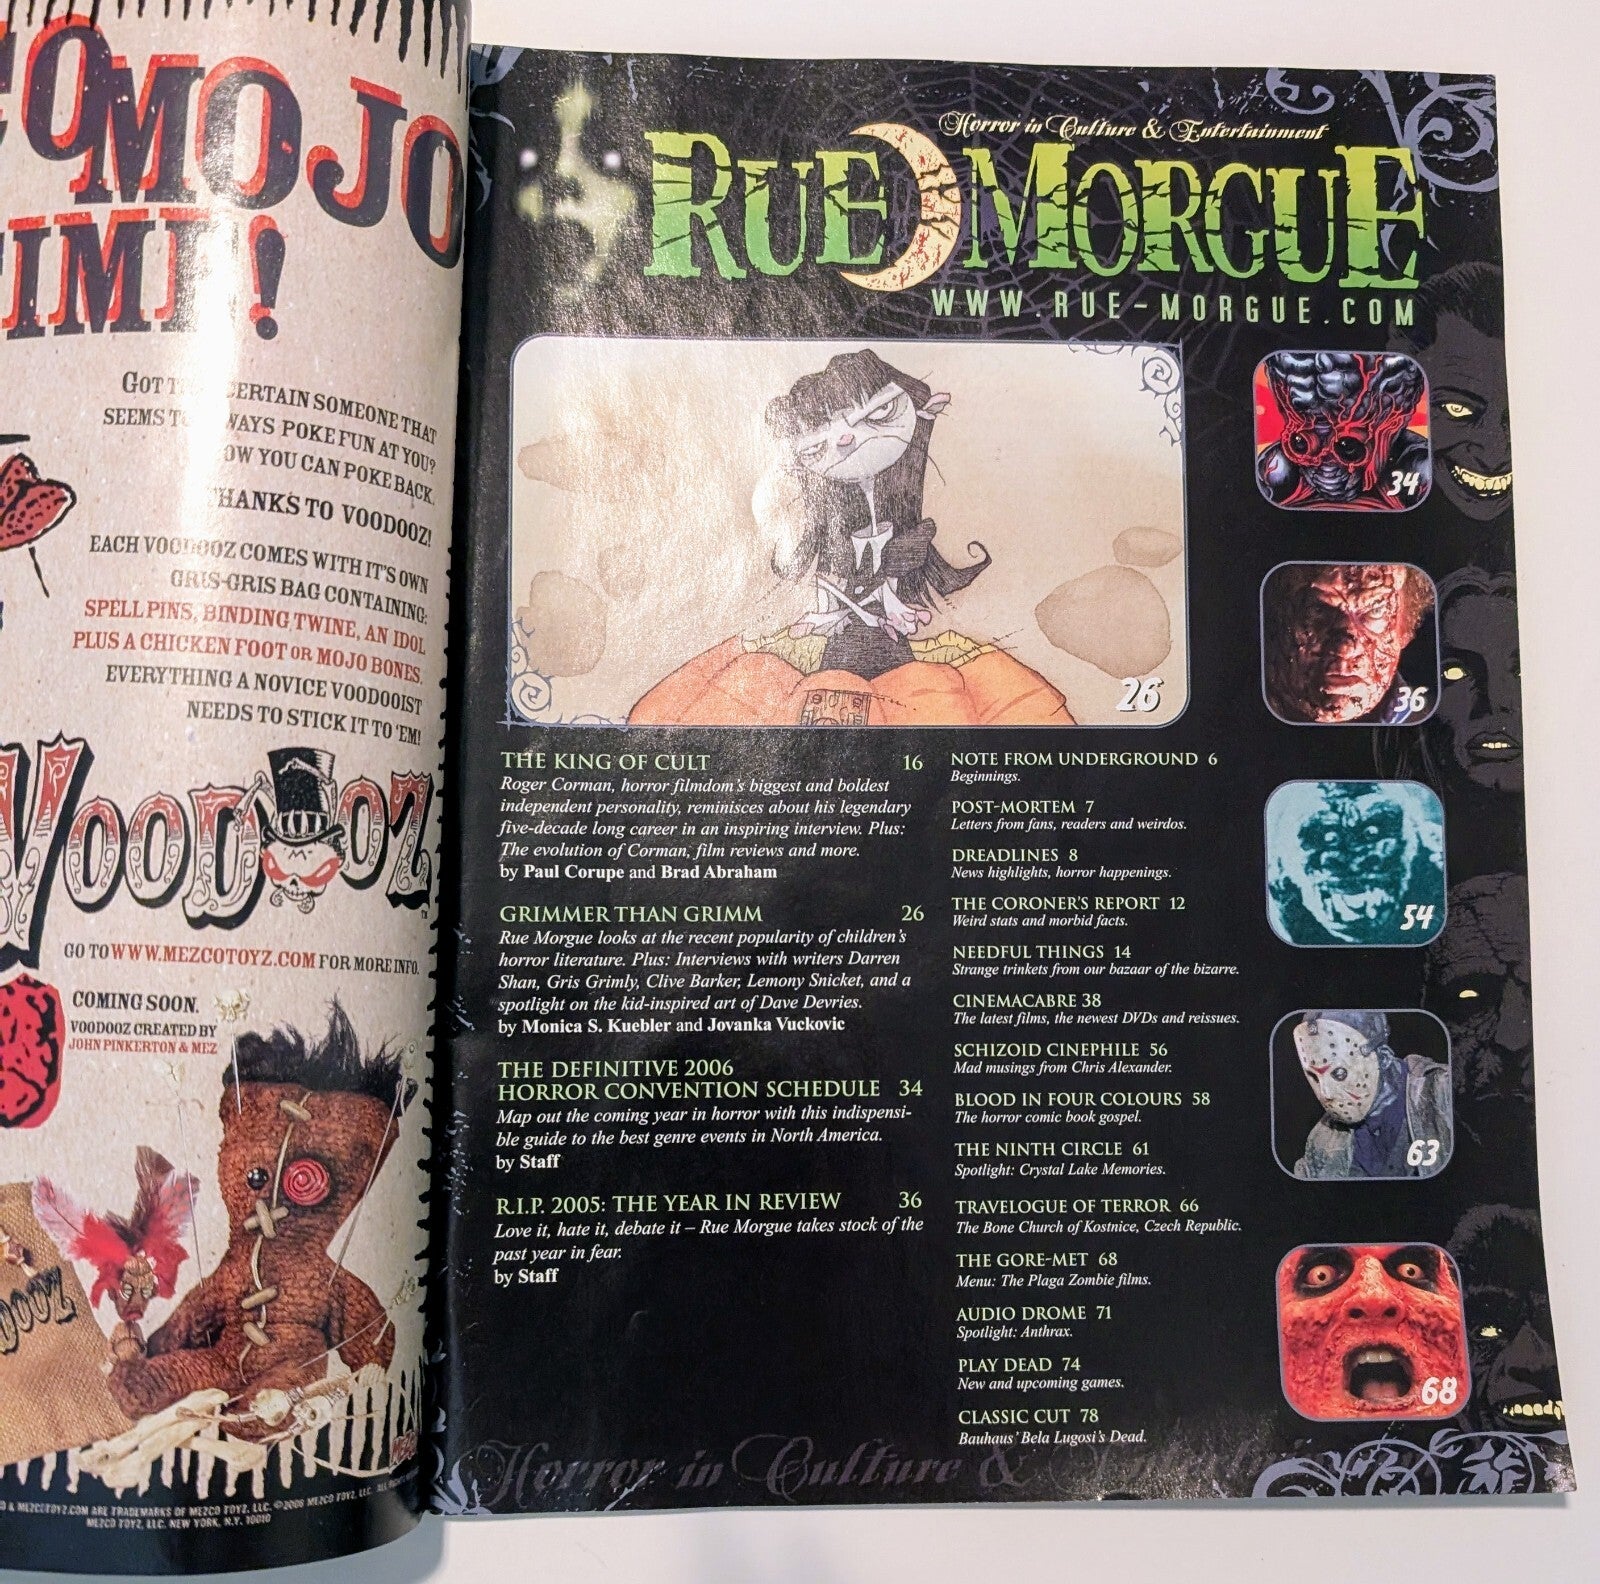 OMOJO
TIME!
GOT CERTAIN SOMEONE THAT
SEEMS POKE FUN AT YOU?
YOU CAN POKE BACK.
THANKS TO VOODOOZ!
EACH VOODOOZ COMES WITH IT'S OWN
GRIS-GRIS BAG CONTAINING:
SPELL PINS, BINDING TWINE, AN IDOL
PLUS A CHICKEN FOOT OR MOJO BONES,
EVERYTHING A NOVICE VOODOOIST
NEEDS TO STICK IT TO 'EM!
VOODOOZ
GO TO WWW.MEZCOTOYZ.COM FOR MORE INFO.
COMING SOON.
VOODOOZ CREATED BY
JOHN PINKERTON & MEZ
& MEZCOTOYZ.COM ARE TRADEMARKS OF MEZCO TOYZ, LLC. ©2006 MEZCO TOYZ, LLC.
MEZCO TOYZ, LLC. NEW YORK, N.Y. 10010
Horror in Culture & Entertainment
RUE MORGUE
WWW.RUE-MORGUE.COM
26
34
36
54
63
68
THE KING OF CULT 16
Roger Corman, horror filmdom's biggest and boldest
independent personality, reminisces about his legendary
five-decade long career in an inspiring interview. Plus:
The evolution of Corman, film reviews and more.
by Paul Corupe and Brad Abraham
GRIMMER THAN GRIMM 26
Rue Morgue looks at the recent popularity of children's
horror literature. Plus: Interviews with writers Darren
Shan, Gris Grimly, Clive Barker, Lemony Snicket, and a
spotlight on the kid-inspired art of Dave Devries.
by Monica S. Kuebler and Jovanka Vuckovic
THE DEFINITIVE 2006
HORROR CONVENTION SCHEDULE 34
Map out the coming year in horror with this indispensi-
ble guide to the best genre events in North America.
by Staff
R.I.P. 2005: THE YEAR IN REVIEW 36
Love it, hate it, debate it – Rue Morgue takes stock of the
past year in fear.
by Staff
NOTE FROM UNDERGROUND 6
Beginnings.
POST-MORTEM 7
Letters from fans, readers and weirdos.
DREADLINES 8
News highlights, horror happenings.
THE CORONER'S REPORT 12
Weird stats and morbid facts.
NEEDFUL THINGS 14
Strange trinkets from our bazaar of the bizarre.
CINEMACABRE 38
The latest films, the newest DVDs and reissues.
SCHIZOID CINEPHILE 56
Mad musings from Chris Alexander.
BLOOD IN FOUR COLOURS 58
The horror comic book gospel.
THE NINTH CIRCLE 61
Spotlight: Crystal Lake Memories.
TRAVELOGUE OF TERROR 66
The Bone Church of Kostnice, Czech Republic.
THE GORE-MET 68
Menu: The Plaga Zombie films.
AUDIO DROME 71
Spotlight: Anthrax.
PLAY DEAD 74
New and upcoming games.
CLASSIC CUT 78
Bauhaus' Bela Lugosi's Dead.
Horror in Culture &